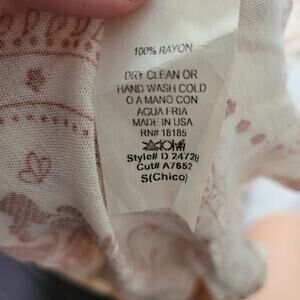 100% RAYON
DRY CLEAN OR
HAND WASH COLD
O A MANO CON
AGUA FRIA
MADE IN USA
RN# 18185
Style# D 24728
Cut# A7652
S(Chico)